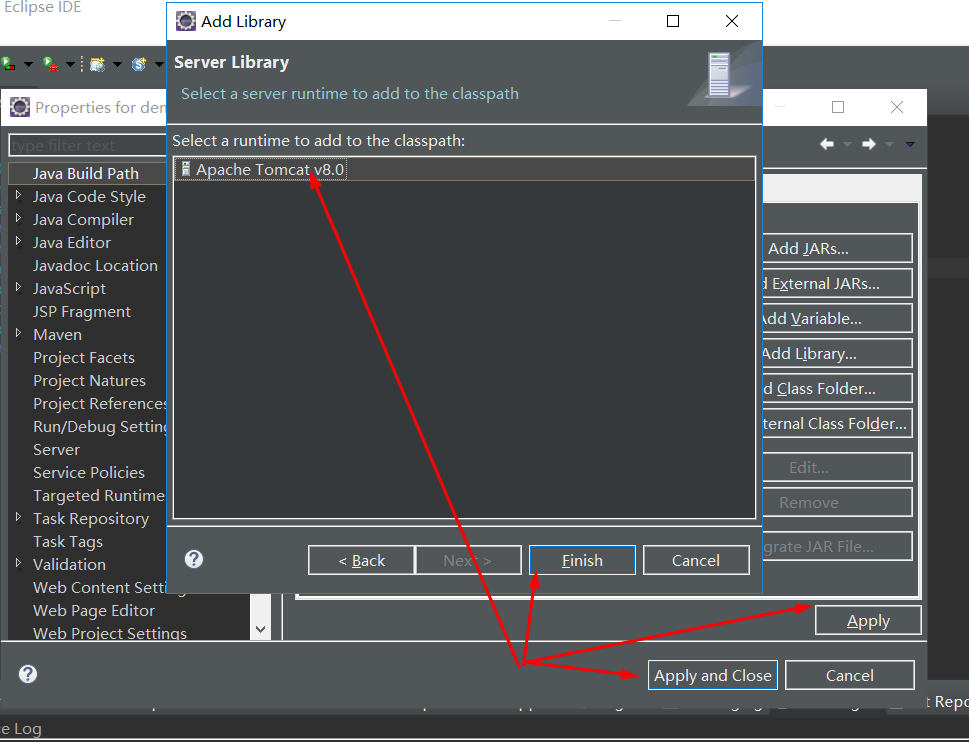 Eclipse IDE
Add Library
Server Library
Select a server runtime to add to the classpath
Properties for den
type filter text
Select a runtime to add to the classpath:
Apache Tomcat v8.0
Java Build Path
Java Code Style
Java Compiler
Java Editor
Javadoc Location
JavaScript
JSP Fragment
Maven
Project Facets
Project Natures
Project References
Run/Debug Setting
Server
Service Policies
Targeted Runtime
Task Repository
Task Tags
Validation
Web Content Setti
Web Page Editor
Web Project Settings
Add JARs...
d External JARs...
Add Variable...
Add Library...
d Class Folder...
ternal Class Folder...
Edit...
Remove
grate JAR File...
< Back
Next >
Finish
Cancel
Apply
Apply and Close
Cancel
t Repo
e Log